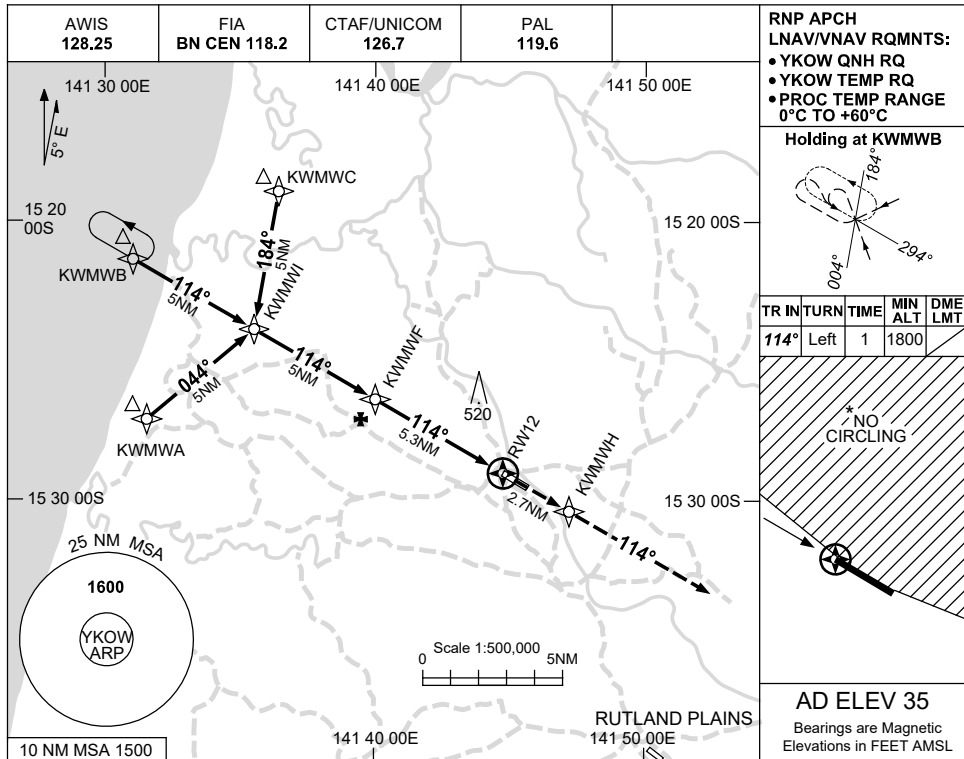 AWIS
128.25
FIA
BN CEN 118.2
CTAF/UNICOM
126.7
PAL
119.6
RNP APCH
LNAV/VNAV RQMNTS:
• YKOW QNH RQ
• YKOW TEMP RQ
• PROC TEMP RANGE
0°C TO +60°C
141 30 00E
141 40 00E
141 50 00E
5° E
KWMWC
15 20
00S
15 20 00S
184°
5NM
KWMWB
114°
5NM
KWMWI
044°
5NM
KWMWA
114°
5NM
KWMWF
520
114°
5.3NM
RW12
2.7NM
KWMWH
114°
15 30 00S
15 30 00S
25 NM MSA
1600
YKOW
ARP
10 NM MSA 1500
Scale 1:500,000
0
5NM
RUTLAND PLAINS
141 40 00E
141 50 00E
Holding at KWMWB
184°
294°
004°
TR IN
TURN
TIME
MIN
ALT
DME
LMT
114°
Left
1
1800
*NO
CIRCLING
AD ELEV 35
Bearings are Magnetic
Elevations in FEET AMSL